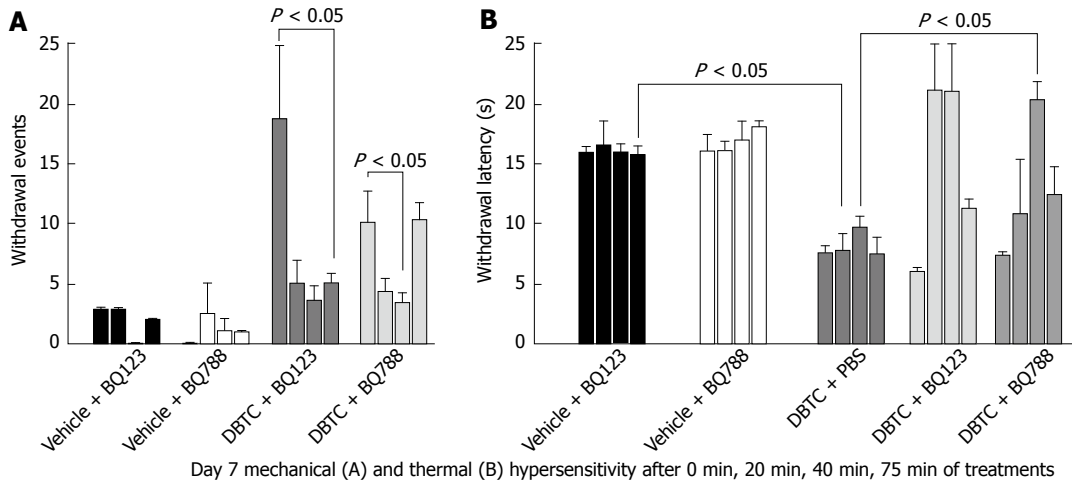 A
P < 0.05
P < 0.05
Withdrawal events
25
20
15
10
5
0
Vehicle + BQ123
Vehicle + BQ788
DBTC + BQ123
DBTC + BQ788
B
P < 0.05
P < 0.05
Withdrawal latency (s)
25
20
15
10
5
0
Vehicle + BQ123
Vehicle + BQ788
DBTC + PBS
DBTC + BQ123
DBTC + BQ788
Day 7 mechanical (A) and thermal (B) hypersensitivity after 0 min, 20 min, 40 min, 75 min of treatments